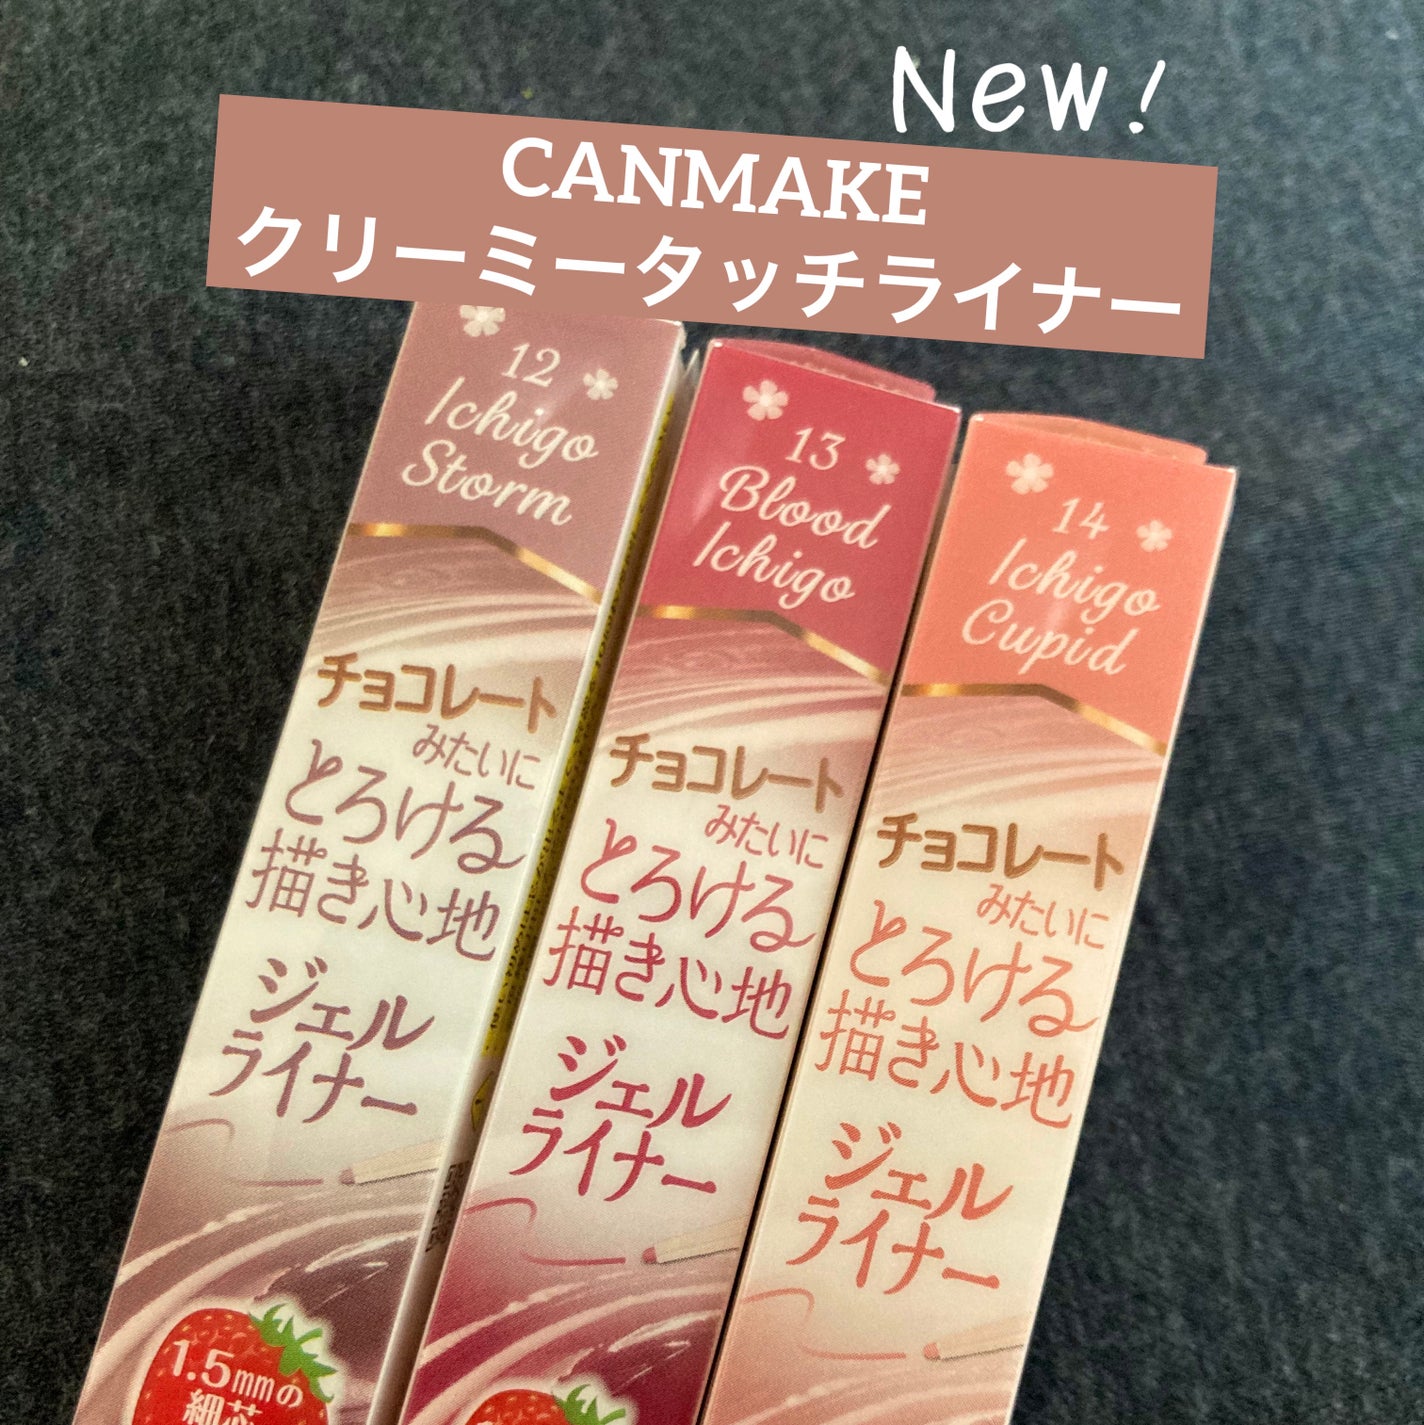 New!
CANMAKE
クリーミータッチライナー
12
Ichigo
Storm
チョコレート
みたいに
とろける
描き心地
ジェル
ライナー
1.5mmの
細芯
13
Blood
Ichigo
チョコレート
みたいに
とろける
描き心地
ジェル
ライナー
14
Ichigo
Cupid
チョコレート
みたいに
とろける
描き心地
ジェル
ライナー